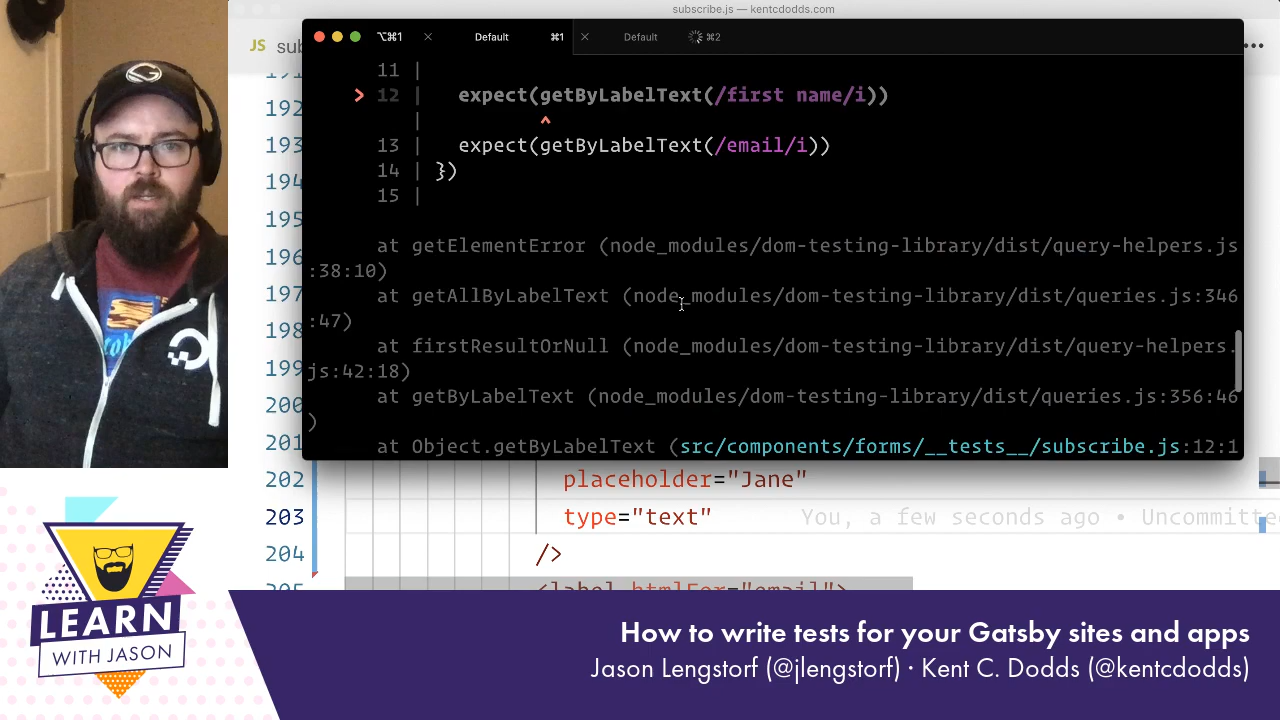 subscribe.js — kentcdodds.com
JS sub
⌥⌘1 × Default ⌘1 × Default ⌘2
11 |
> 12 | expect(getByLabelText(/first name/i))
| ^
13 | expect(getByLabelText(/email/i))
14 | })
15 |
at getElementError (node_modules/dom-testing-library/dist/query-helpers.js
:38:10)
at getAllByLabelText (node_modules/dom-testing-library/dist/queries.js:346
:47)
at firstResultOrNull (node_modules/dom-testing-library/dist/query-helpers.
js:42:18)
at getByLabelText (node_modules/dom-testing-library/dist/queries.js:356:46
)
at Object.getByLabelText (src/components/forms/__tests__/subscribe.js:12:1
192
193
194
195
196
197
198
199
200
201
202 placeholder="Jane"
203 type="text" You, a few seconds ago • Uncommitte
204 />
205 <label htmlFor="email">
LEARN
WITH JASON
How to write tests for your Gatsby sites and apps
Jason Lengstorf (@jlengstorf) · Kent C. Dodds (@kentcdodds)